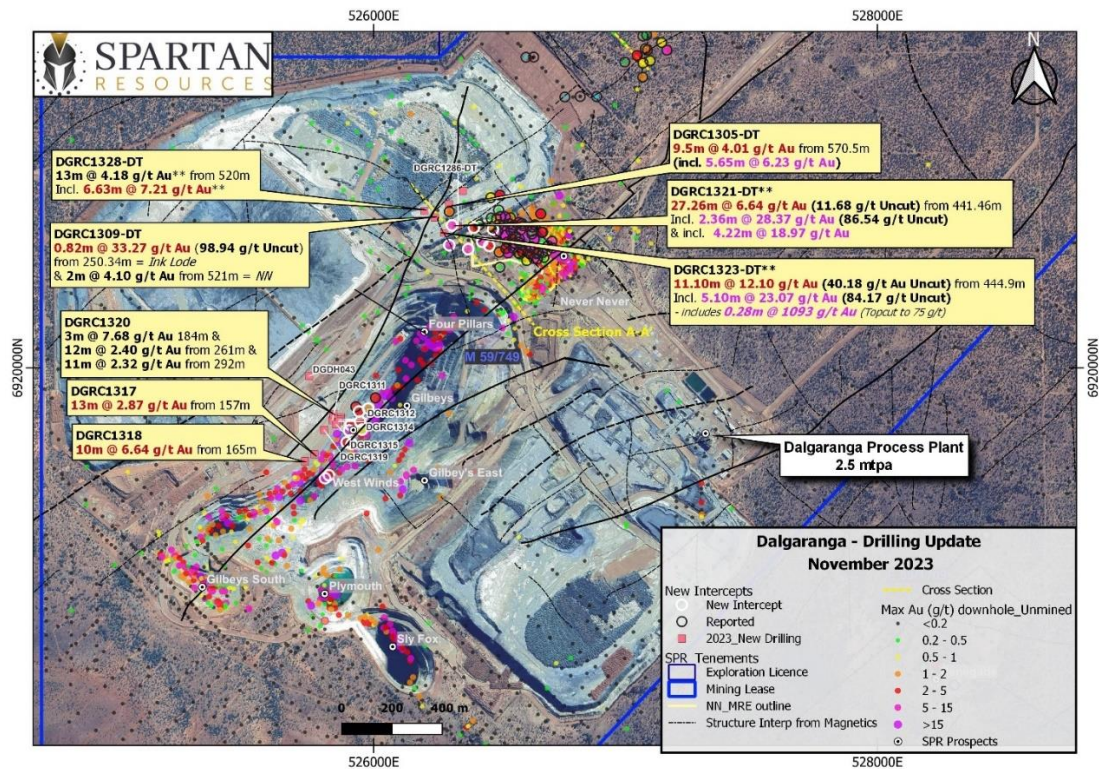 526000E
528000E
SPARTAN
RESOURCES
N
DGRC1305-DT
9.5m @ 4.01 g/t Au from 570.5m
(incl. 5.65m @ 6.23 g/t Au)
DGRC1286-DT
DGRC1328-DT
13m @ 4.18 g/t Au** from 520m
Incl. 6.63m @ 7.21 g/t Au**
DGRC1321-DT**
27.26m @ 6.64 g/t Au (11.68 g/t Uncut) from 441.46m
Incl. 2.36m @ 28.37 g/t Au (86.54 g/t Uncut)
& incl. 4.22m @ 18.97 g/t Au
DGRC1309-DT
0.82m @ 33.27 g/t Au (98.94 g/t Uncut)
from 250.34m = Ink Lode
& 2m @ 4.10 g/t Au from 521m = NN
DGRC1323-DT**
11.10m @ 12.10 g/t Au (40.18 g/t Au Uncut) from 444.9m
Incl. 5.10m @ 23.07 g/t Au (84.17 g/t Uncut)
- includes 0.28m @ 1093 g/t Au (Topcut to 75 g/t)
Never Never
DGRC1320
3m @ 7.68 g/t Au 184m &
12m @ 2.40 g/t Au from 261m &
11m @ 2.32 g/t Au from 292m
Four Pillars
Cross Section A-A'
M 59/749
6920000N
6920000N
DGDH043
DGRC1311
DGRC1317
13m @ 2.87 g/t Au from 157m
Gilbeys
DGRC1312
DGRC1314
DGRC1315
DGRC1319
DGRC1318
10m @ 6.64 g/t Au from 165m
Dalgaranga Process Plant
2.5 mtpa
Gilbey's East
West Winds
Gilbeys South
Plymouth
Sly Fox
0 200 400 m
Dalgaranga - Drilling Update
November 2023
New Intercepts
New Intercept
Reported
2023_New Drilling
SPR_Tenements
Exploration Licence
Mining Lease
NN_MRE outline
Structure Interp from Magnetics
Cross Section
Max Au (g/t) downhole_Unmined
<0.2
0.2 - 0.5
0.5 - 1
1 - 2
2 - 5
5 - 15
>15
SPR Prospects
526000E
528000E